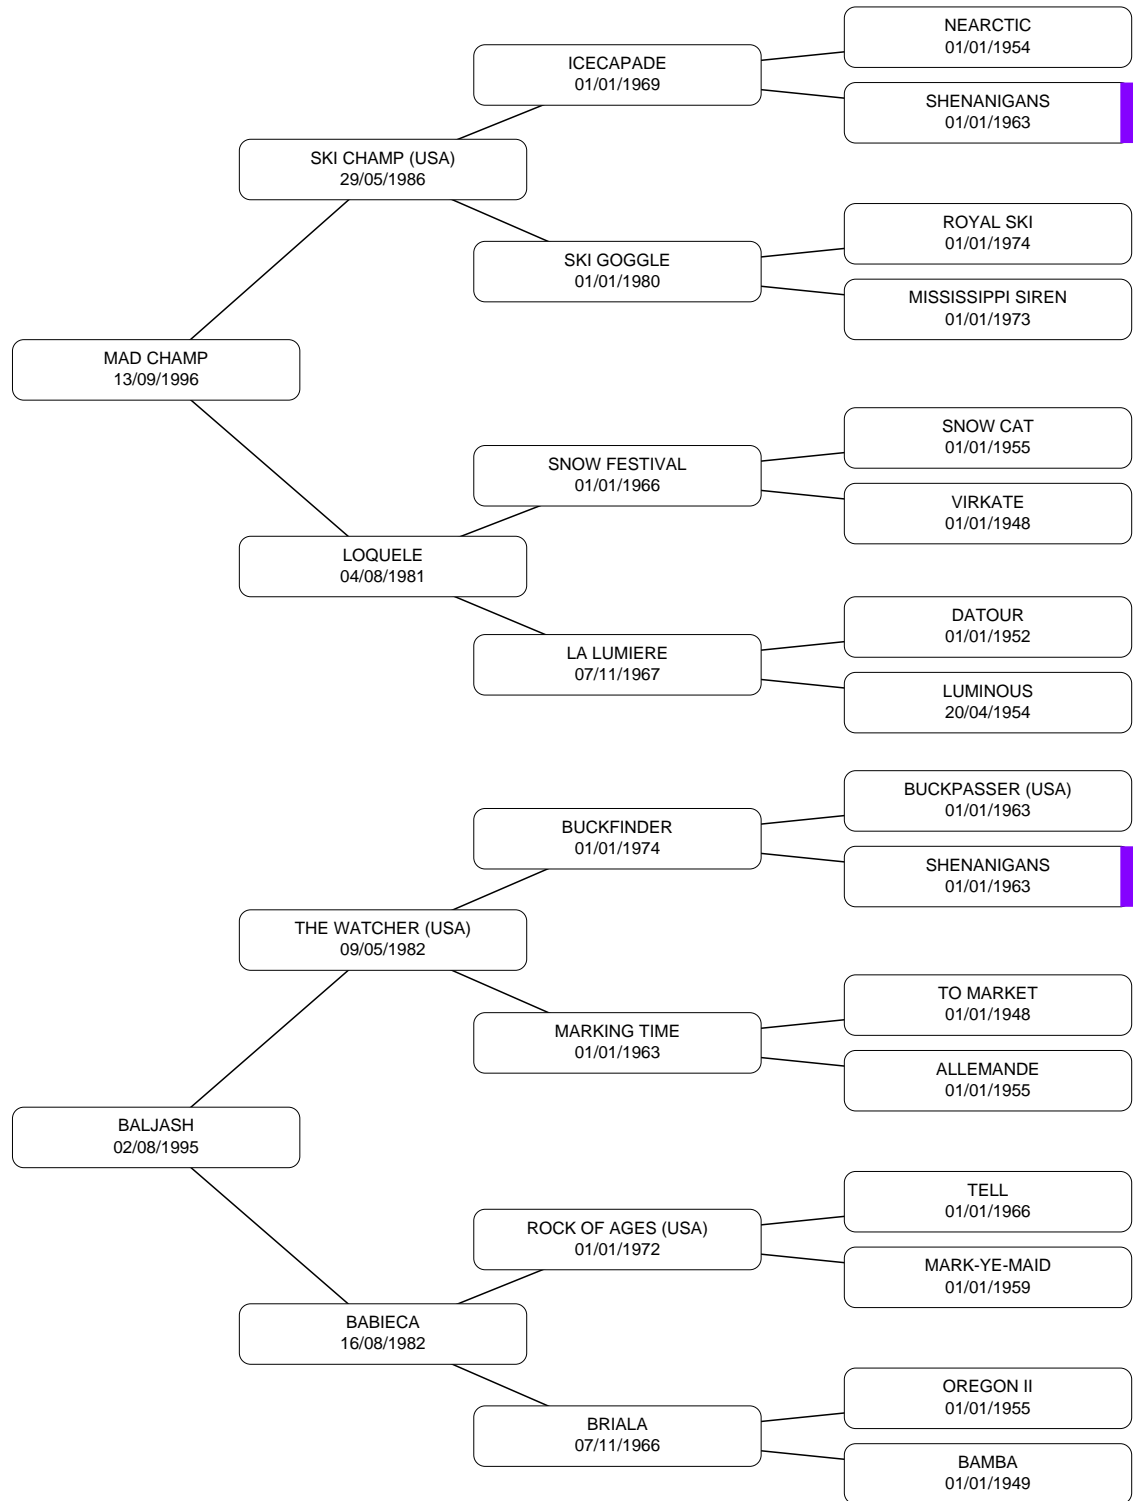 NEARCTIC
01/01/1954
ICECAPADE
01/01/1969
SHENANIGANS
01/01/1963
SKI CHAMP (USA)
29/05/1986
ROYAL SKI
01/01/1974
SKI GOGGLE
01/01/1980
MISSISSIPPI SIREN
01/01/1973
MAD CHAMP
13/09/1996
SNOW CAT
01/01/1955
SNOW FESTIVAL
01/01/1966
VIRKATE
01/01/1948
LOQUELE
04/08/1981
DATOUR
01/01/1952
LA LUMIERE
07/11/1967
LUMINOUS
20/04/1954
BUCKPASSER (USA)
01/01/1963
BUCKFINDER
01/01/1974
SHENANIGANS
01/01/1963
THE WATCHER (USA)
09/05/1982
TO MARKET
01/01/1948
MARKING TIME
01/01/1963
ALLEMANDE
01/01/1955
BALJASH
02/08/1995
TELL
01/01/1966
ROCK OF AGES (USA)
01/01/1972
MARK-YE-MAID
01/01/1959
BABIECA
16/08/1982
OREGON II
01/01/1955
BRIALA
07/11/1966
BAMBA
01/01/1949